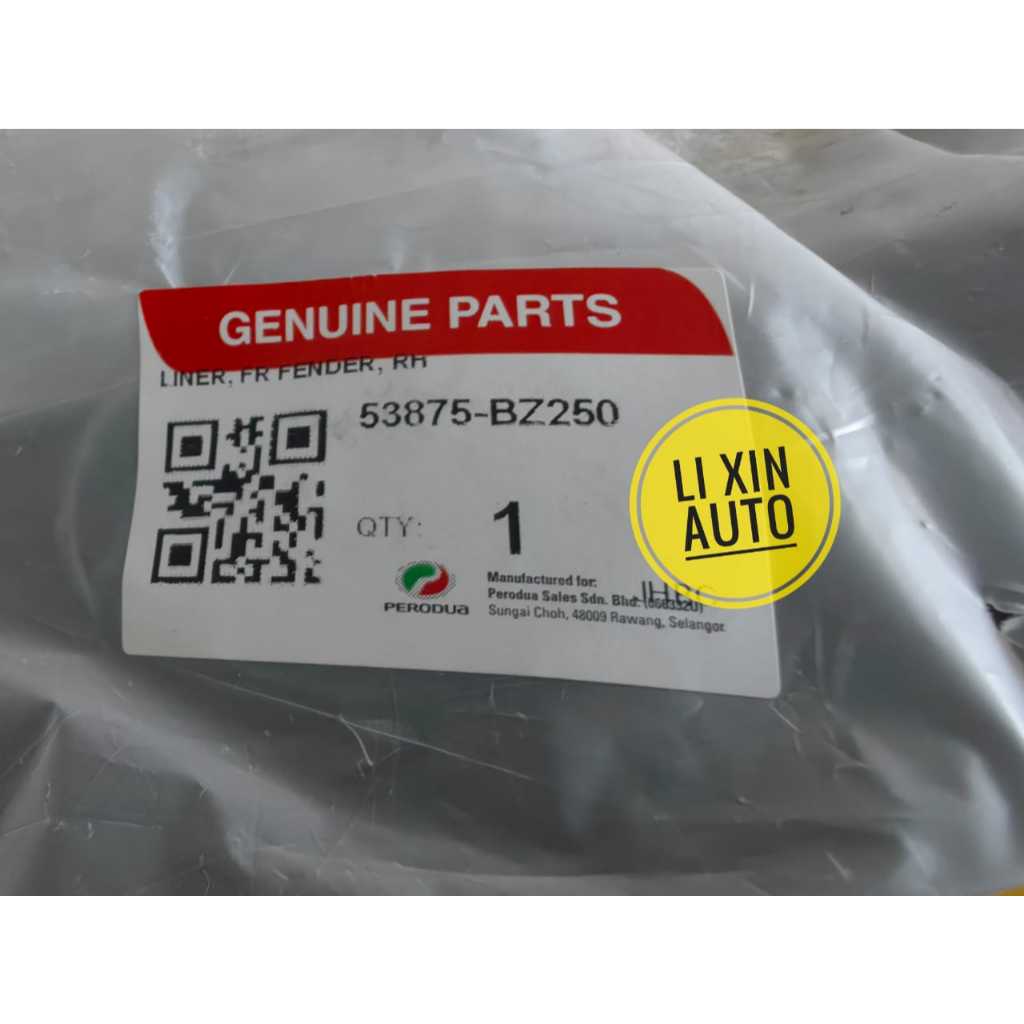 GENUINE PARTS
LINER, FR FENDER, RH
53875-BZ250
QTY: 1
PERODUA
Manufactured for:
Perodua Sales Sdn. Bhd.
Sungai Choh, 48009 Rawang, Selangor.
LI XIN
AUTO